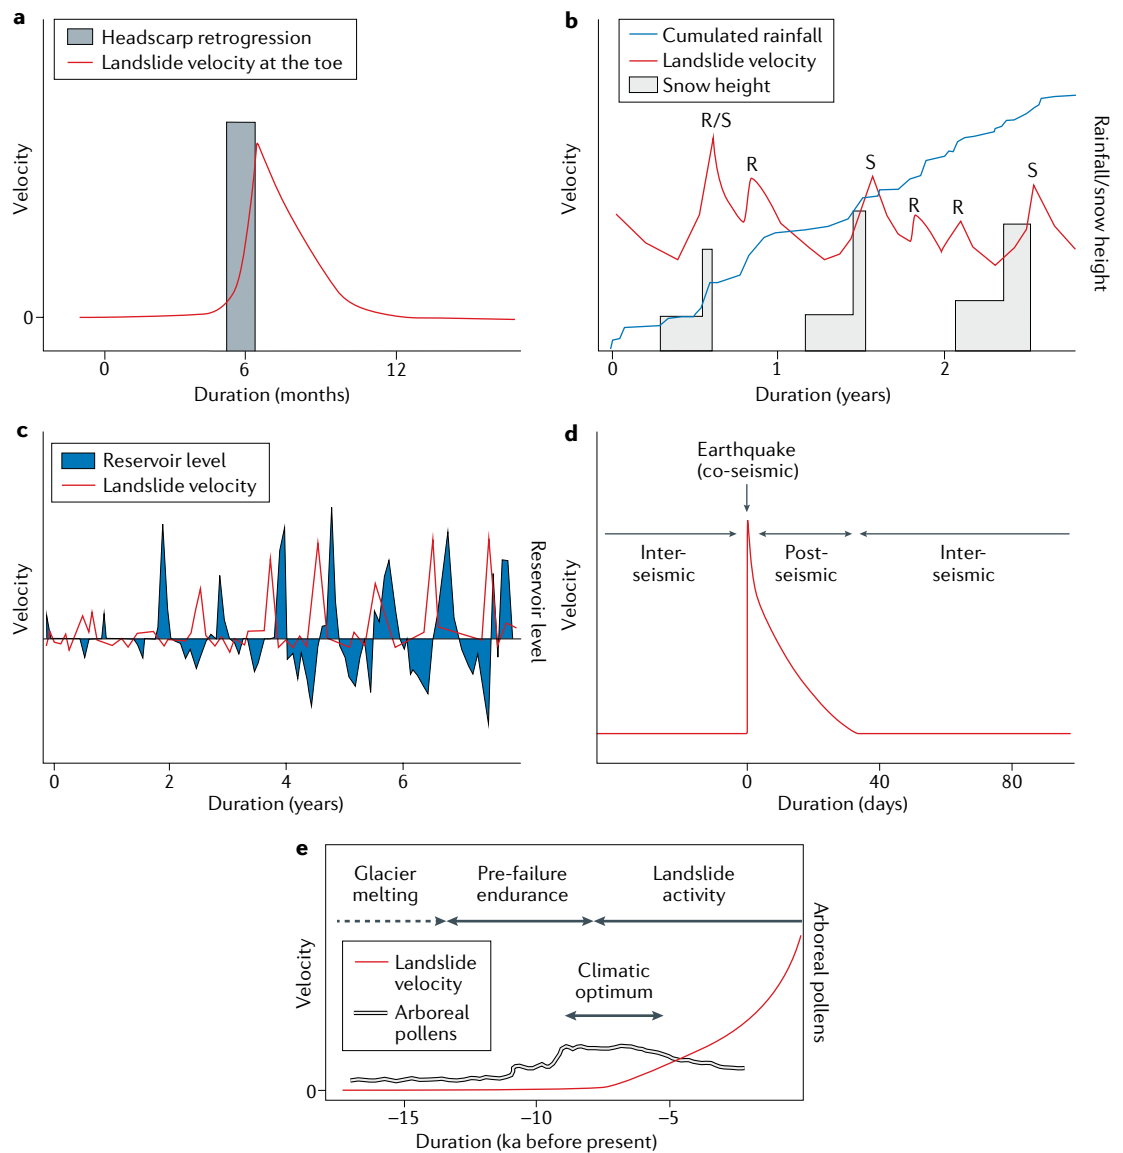 a
Headscarp retrogression
Landslide velocity at the toe
Velocity
0
0
6
12
Duration (months)
b
Cumulated rainfall
Landslide velocity
Snow height
R/S
R
S
R
R
S
Velocity
Rainfall/snow height
0
1
2
Duration (years)
c
Reservoir level
Landslide velocity
Velocity
Reservoir level
0
2
4
6
Duration (years)
d
Earthquake
(co-seismic)
Inter-
seismic
Post-
seismic
Inter-
seismic
Velocity
0
40
80
Duration (days)
e
Glacier
melting
Pre-failure
endurance
Landslide
activity
Landslide
velocity
Arboreal
pollens
Climatic
optimum
Velocity
Arboreal pollens
0
−15
−10
−5
Duration (ka before present)